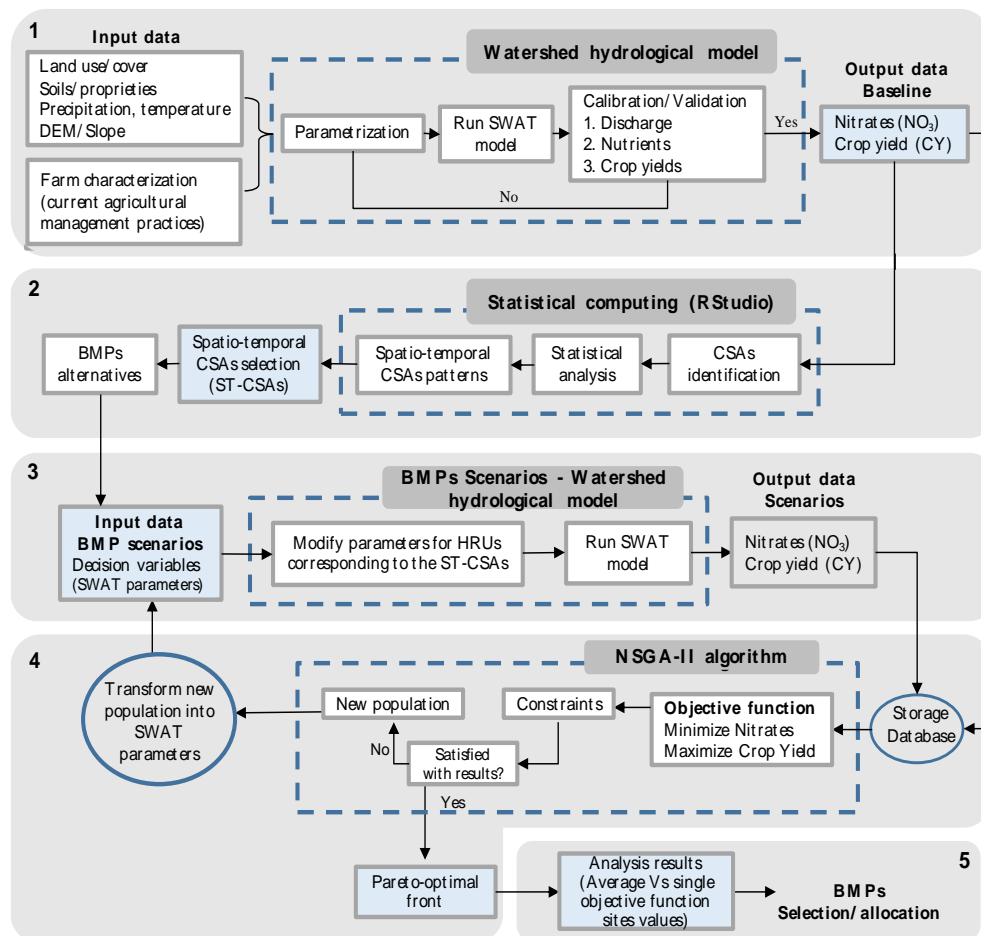 1
Input data
Land use/ cover
Soils/ proprieties
Precipitation, temperature
DEM/ Slope
Farm characterization
(current agricultural
management practices)
Watershed hydrological model
Parametrization
Run SWAT
model
Calibration/ Validation
1. Discharge
2. Nutrients
3. Crop yields
Yes
No
Output data
Baseline
Nitrates (NO3)
Crop yield (CY)
2
Statistical computing (RStudio)
BMPs
alternatives
Spatio-temporal
CSAs selection
(ST-CSAs)
Spatio-temporal
CSAs patterns
Statistical
analysis
CSAs
identification
3
BMPs Scenarios - Watershed
hydrological model
Output data
Scenarios
Input data
BMP scenarios
Decision variables
(SWAT parameters)
Modify parameters for HRUs
corresponding to the ST-CSAs
Run SWAT
model
Nitrates (NO3)
Crop yield (CY)
4
NSGA-II algorithm
Transform new
population into
SWAT
parameters
New population
Constraints
Objective function
Minimize Nitrates
Maximize Crop Yield
Storage
Database
No
Satisfied
with results?
Yes
5
Pareto-optimal
front
Analysis results
(Average Vs single
objective function
sites values)
BMPs
Selection/ allocation